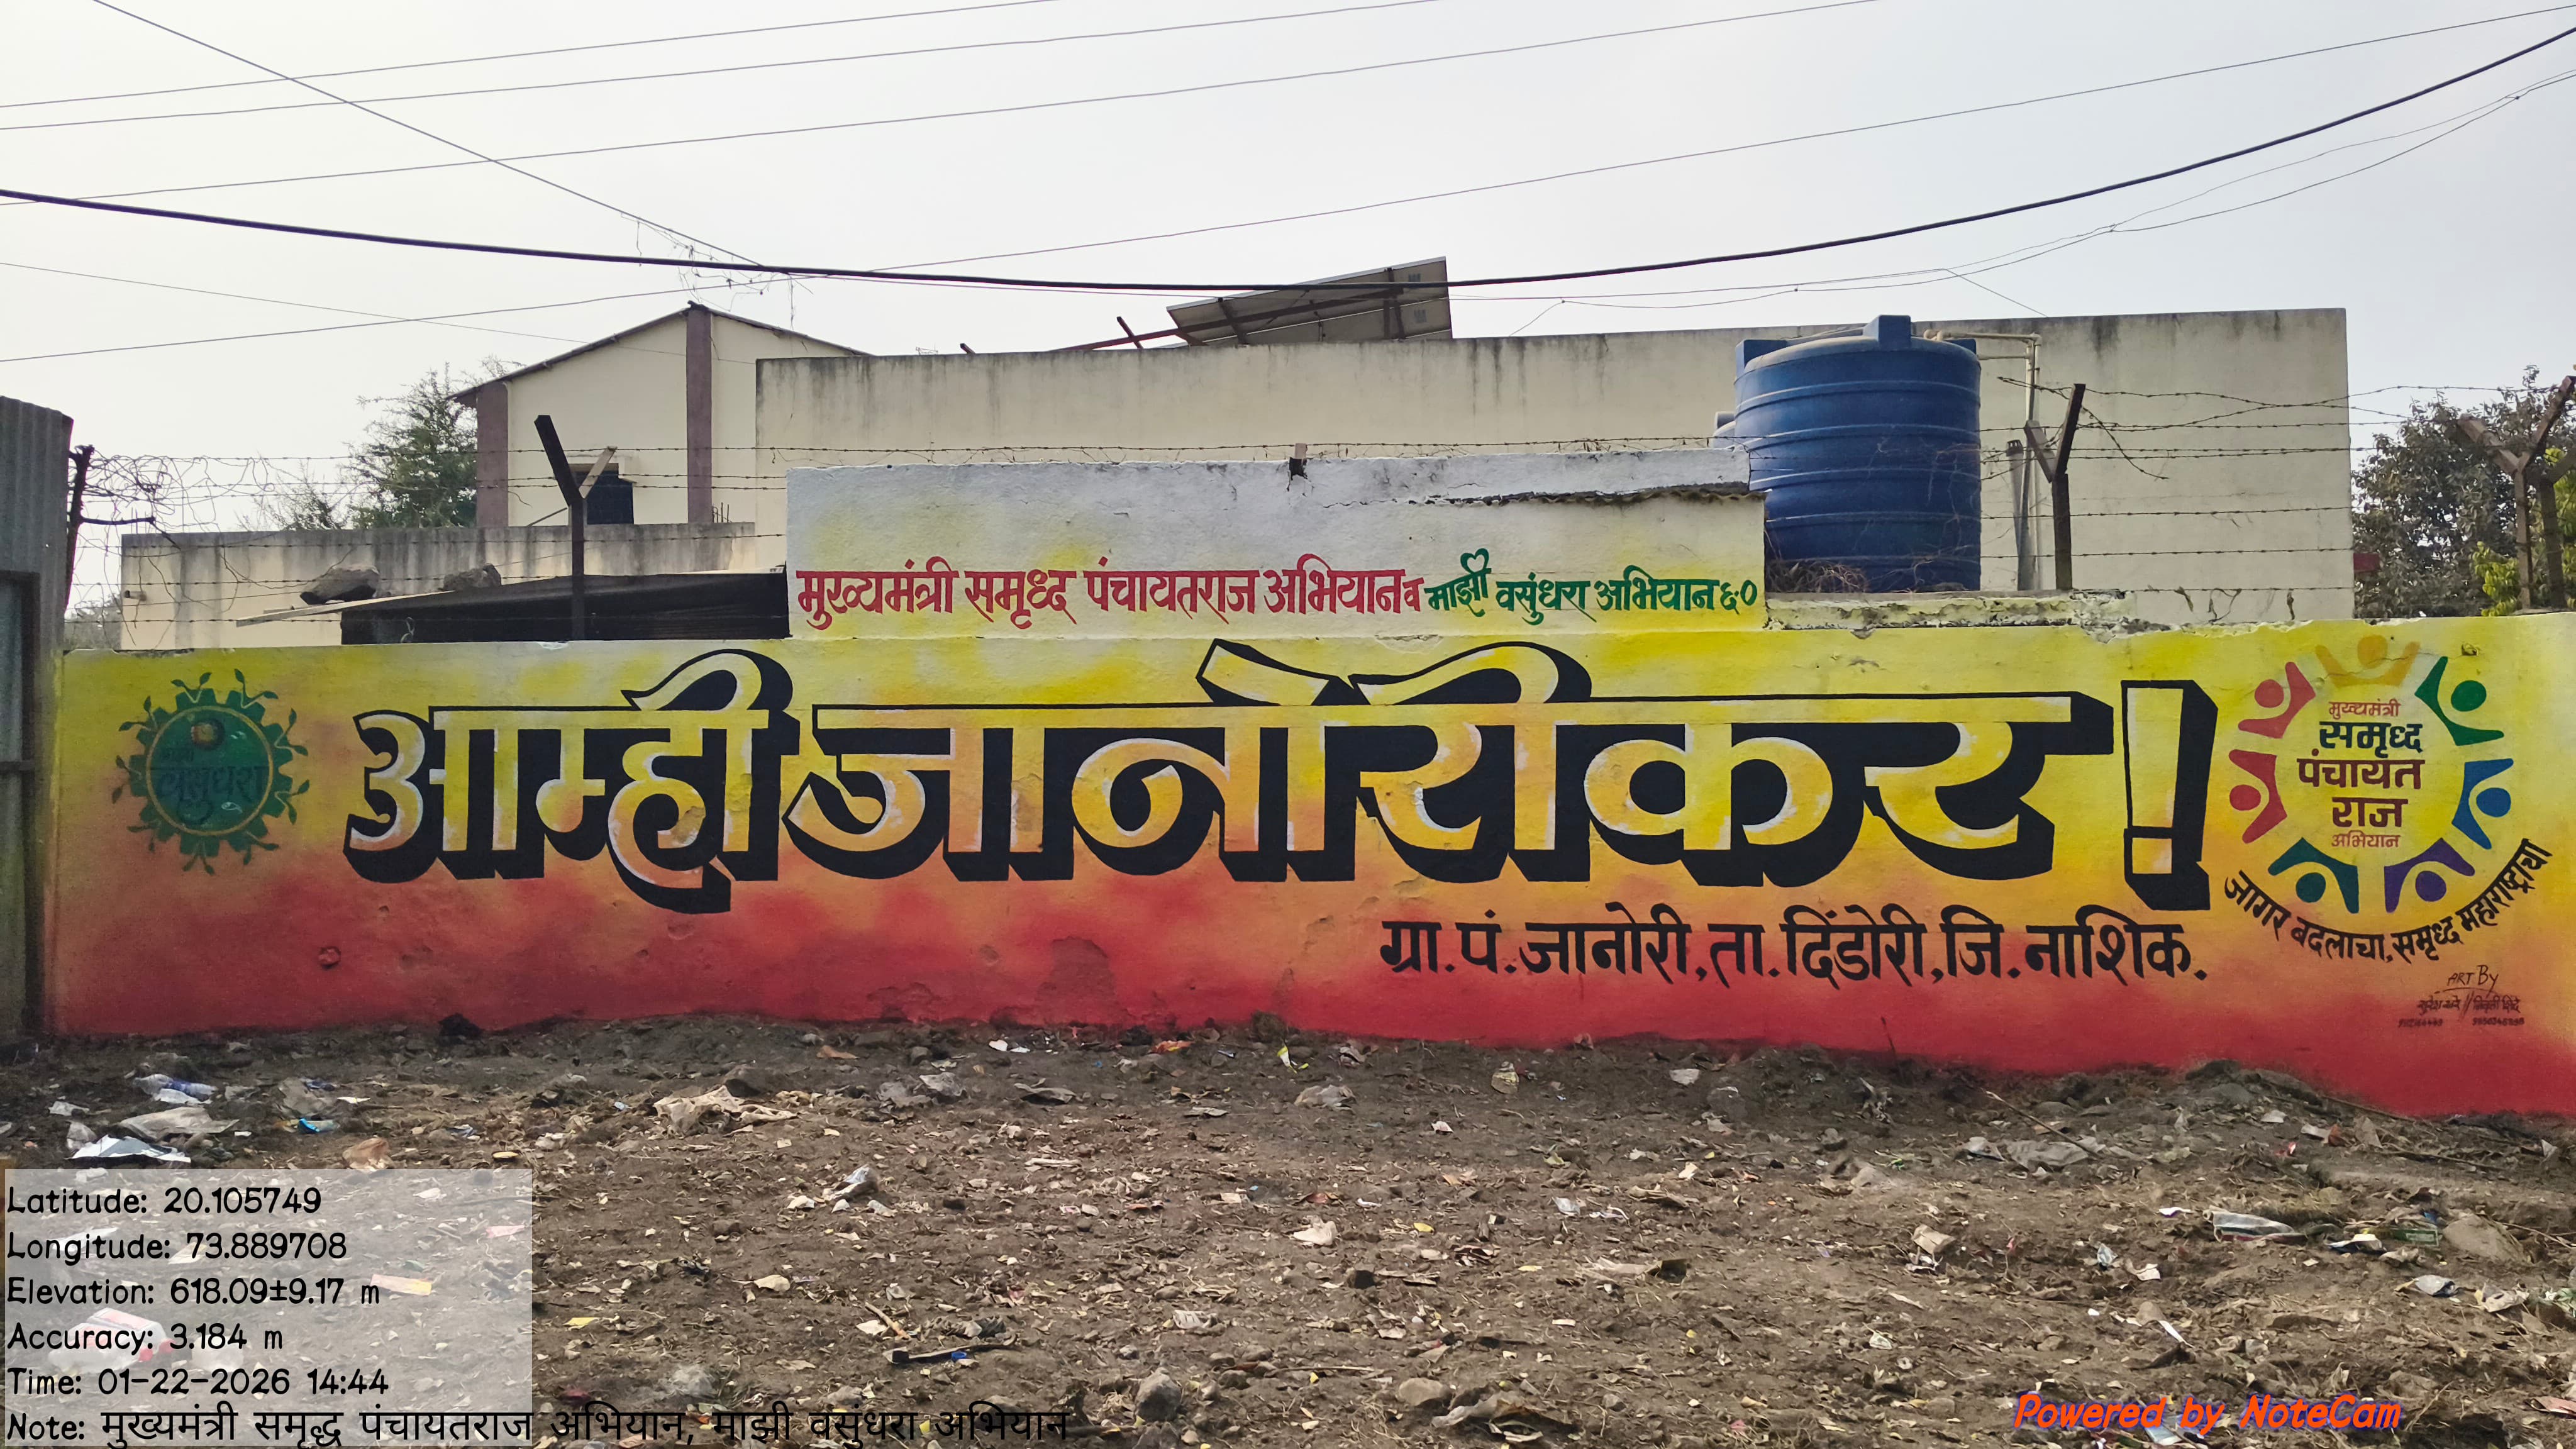 मुख्यमंत्री समृध्द पंचायतराज अभियान व माझी वसुंधरा अभियान ६.०
आम्ही जानोरीकर !
ग्रा.पं.जानोरी,ता.दिंडोरी,जि.नाशिक.
वसुंधरा
मुख्यमंत्री
समृध्द
पंचायत
राज
अभियान
जागर बदलाचा,समृध्द महाराष्ट्राचा
ART By
Latitude: 20.105749
Longitude: 73.889708
Elevation: 618.09±9.17 m
Accuracy: 3.184 m
Time: 01-22-2026 14:44
Note: मुख्यमंत्री समृद्ध पंचायतराज अभियान, माझी वसुंधरा अभियान
Powered by NoteCam